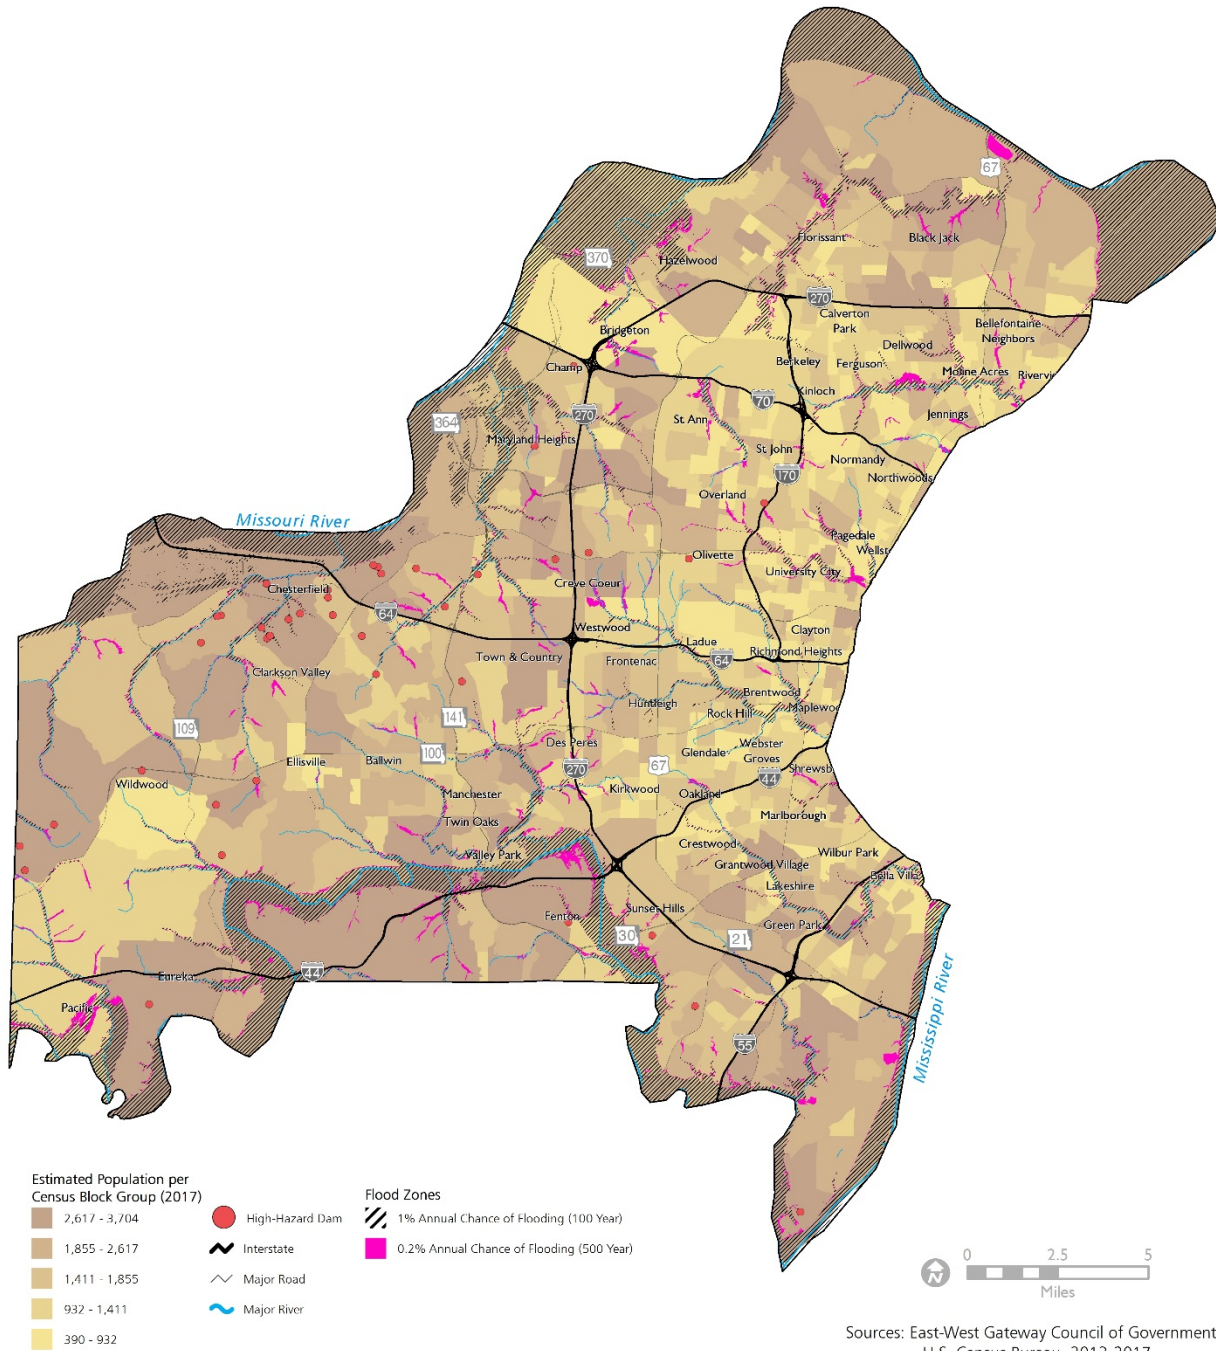 67
Florissant
Black Jack
370
Hazelwood
270
Calverton
Park
Bellefontaine
Neighbors
Bridgeton
Dellwood
Berkeley
Ferguson
Champ
Moline Acres
Rivervi
Kinloch
70
270
364
St Ann
Jennings
Maryland Heights
St John
Normandy
170
Northwoods
Overland
Missouri River
Pagedale
Wellst
Olivette
University City
Creve Coeur
Chesterfield
64
Westwood
Clayton
Ladue
Richmond Heights
Town & Country
Frontenac
64
Clarkson Valley
Brentwood
Huntleigh
Rock Hill
Maplewoo
141
109
Des Peres
Webster
Groves
100
Glendale
Ellisville
Ballwin
67
270
44
Shrewsb
Wildwood
Kirkwood
Manchester
Oakland
Marlborough
Twin Oaks
Crestwood
Valley Park
Wilbur Park
Grantwood Village
Bella Villa
Lakeshire
Fenton
Sunset Hills
Green Park
30
21
Eureka
44
Pacific
Mississippi River
55
Estimated Population per
Census Block Group (2017)
2,617 - 3,704
1,855 - 2,617
1,411 - 1,855
932 - 1,411
390 - 932
High-Hazard Dam
Interstate
Major Road
Major River
Flood Zones
1% Annual Chance of Flooding (100 Year)
0.2% Annual Chance of Flooding (500 Year)
N
0 2.5 5
Miles
Sources: East-West Gateway Council of Government
U.S. Census Bureau, 2013-2017